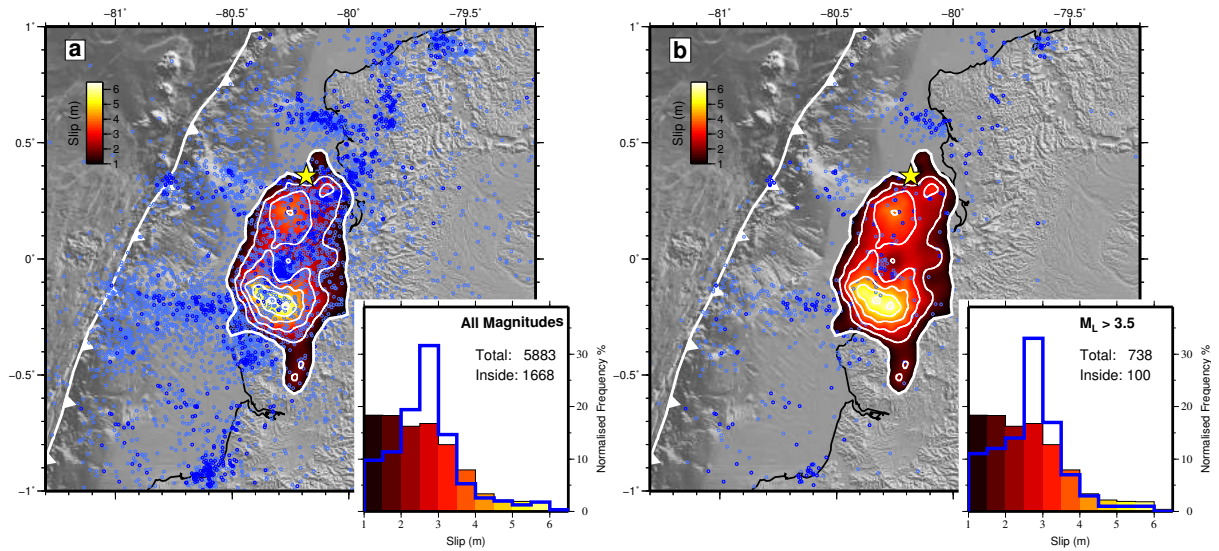 −81˚ −80.5˚ −80˚ −79.5˚
1˚
0.5˚
0˚
−0.5˚
−1˚
a
6
5
4
3
2
1
Slip (m)
All Magnitudes
Total: 5883
Inside: 1668
30
20
10
0
Normalised Frequency %
1 2 3 4 5 6
Slip (m)
−81˚ −80.5˚ −80˚ −79.5˚
1˚
0.5˚
0˚
−0.5˚
−1˚
b
6
5
4
3
2
1
Slip (m)
M_L > 3.5
Total: 738
Inside: 100
30
20
10
0
Normalised Frequency %
1 2 3 4 5 6
Slip (m)